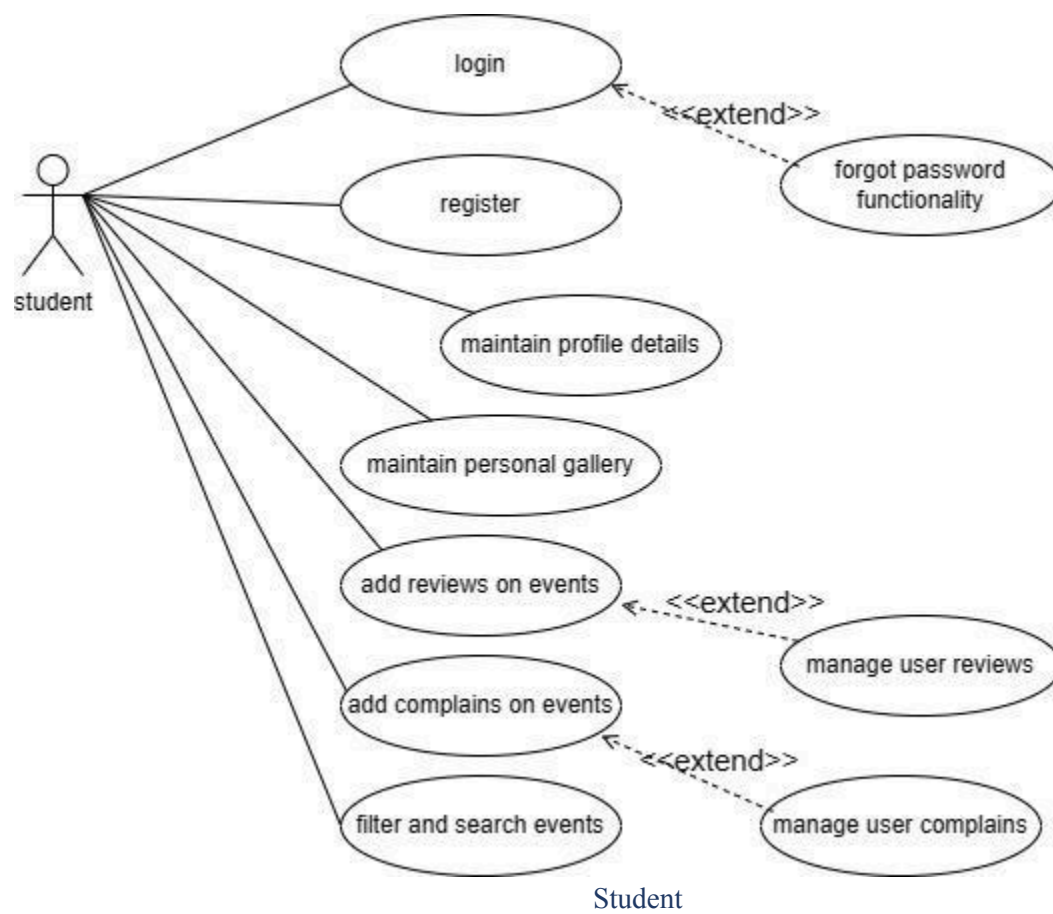 login
<<extend>>
forgot password
functionality
register
student
maintain profile details
maintain personal gallery
add reviews on events
<<extend>>
manage user reviews
add complains on events
<<extend>>
filter and search events
manage user complains
Student